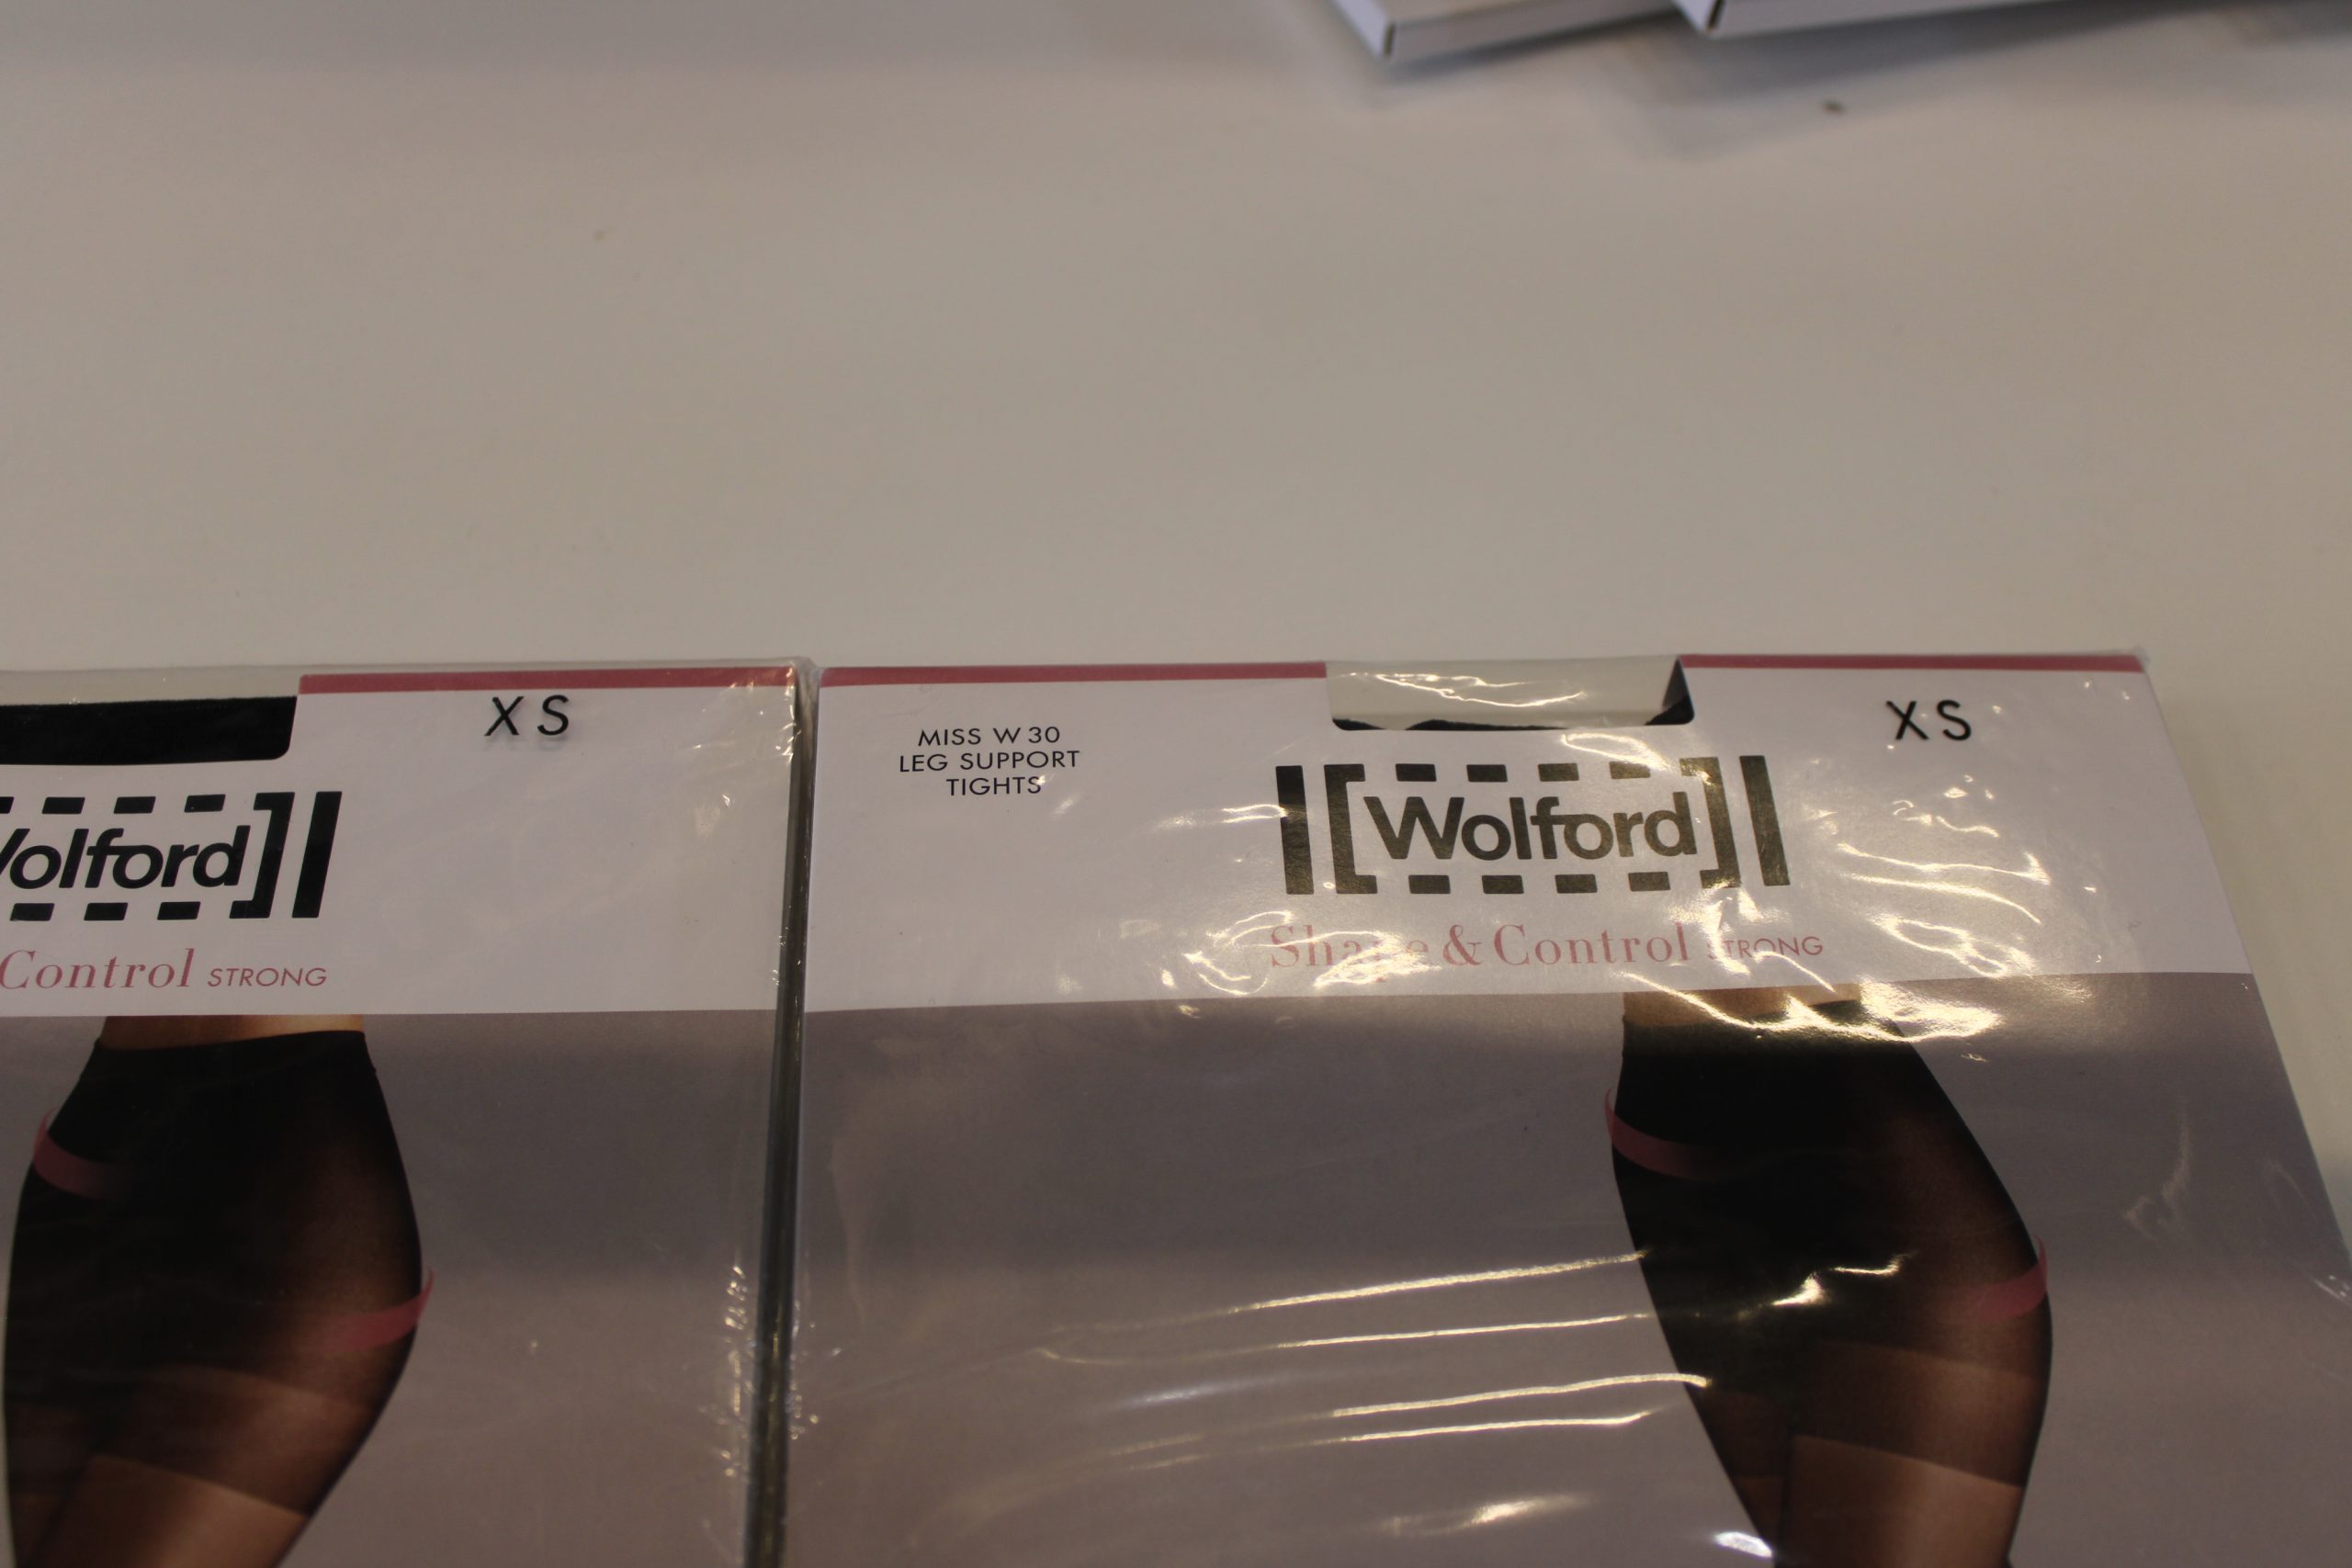 XS
olford
Control STRONG
MISS W 30
LEG SUPPORT
TIGHTS
XS
Wolford
Shape & Control STRONG